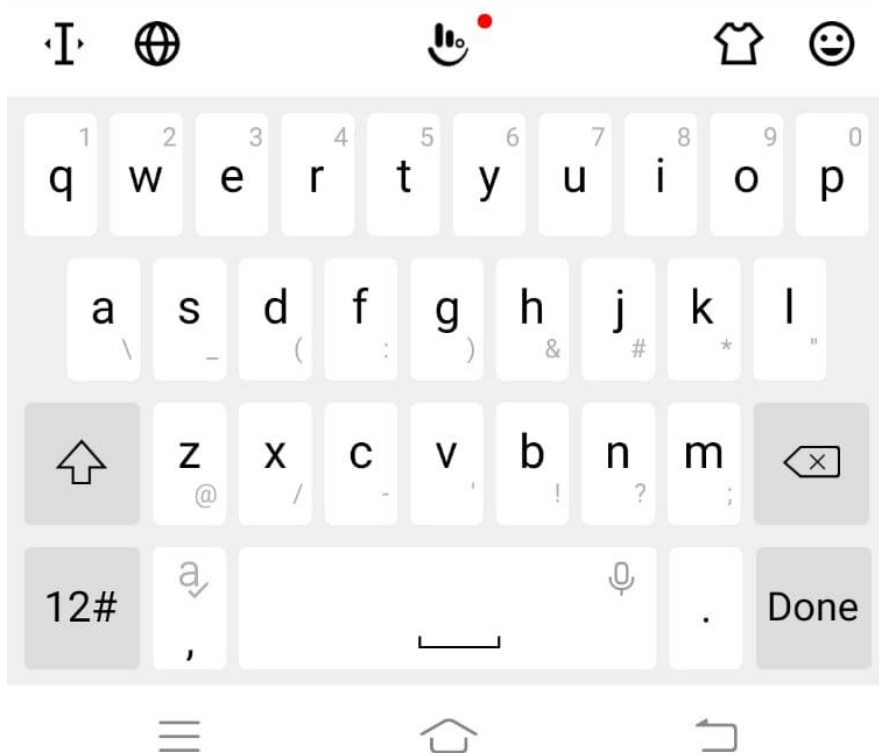 1 2 3 4 5 6 7 8 9 0
q w e r t y u i o p
a s d f g h j k l
\ _ ( : ) & # * "
z x c v b n m
@ / - ' ! ? ;
12# a , . Done